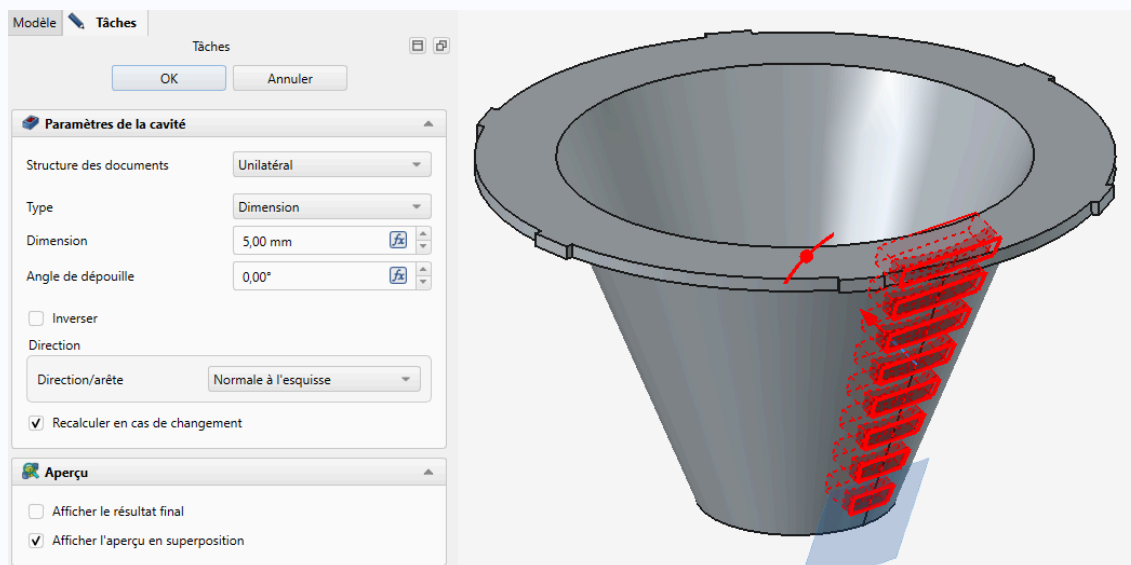 Modèle Tâches
Tâches
OK Annuler
Paramètres de la cavité
Structure des documents Unilatéral
Type Dimension
Dimension 5,00 mm
Angle de dépouille 0,00°
Inverser
Direction
Direction/arête Normale à l'esquisse
Recalculer en cas de changement
Aperçu
Afficher le résultat final
Afficher l'aperçu en superposition